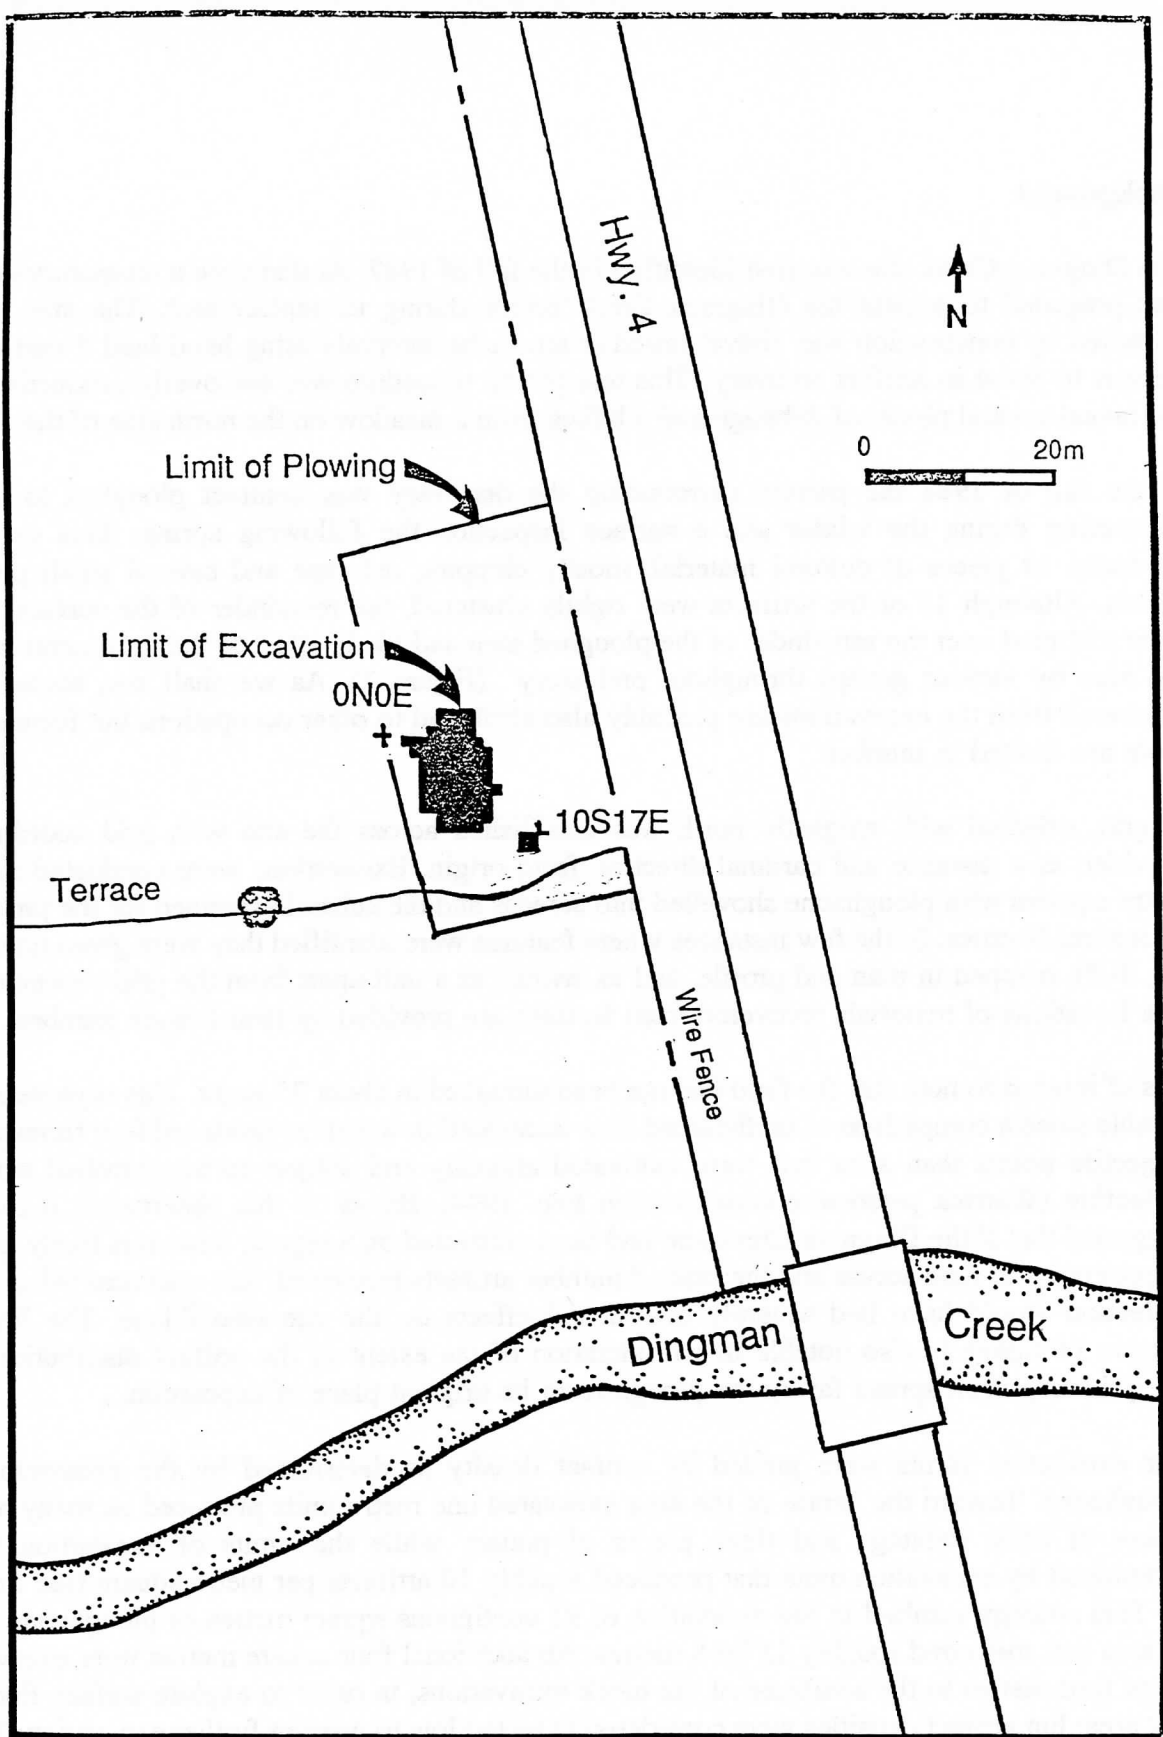 Hwy. 4
N
0 20m
Limit of Plowing
Limit of Excavation
0N0E
10S17E
Terrace
Wire Fence
Dingman Creek